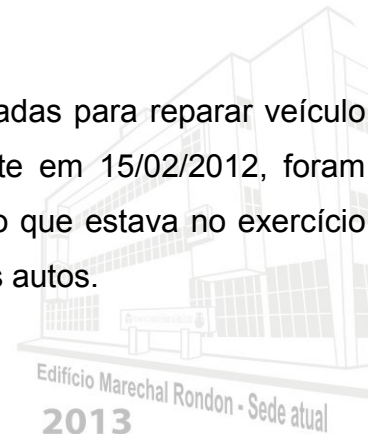 adas para reparar veículo
te em 15/02/2012, foram
o que estava no exercício
s autos.
Edifício Marechal Rondon - Sede atual
2013